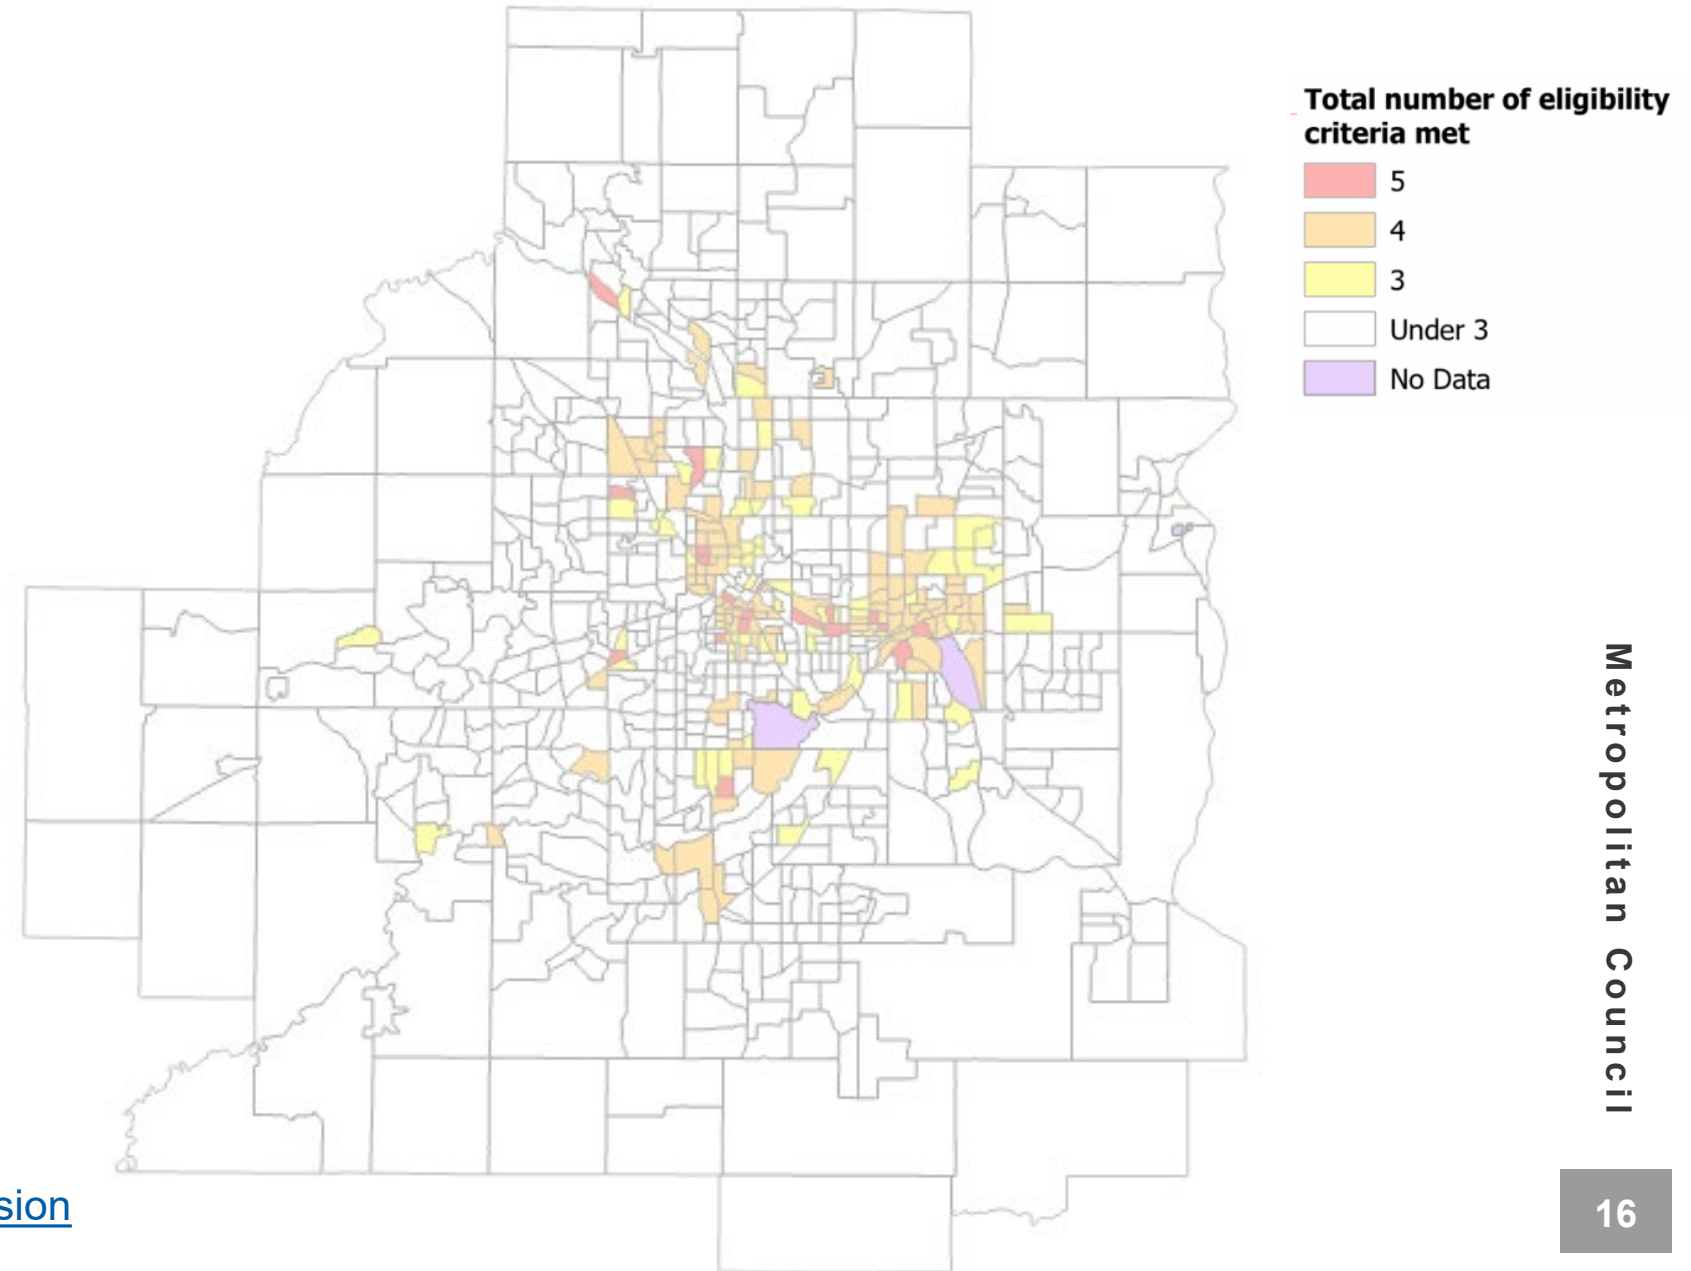 Total number of eligibility
criteria met
5
4
3
Under 3
No Data
Metropolitan Council
sion
16